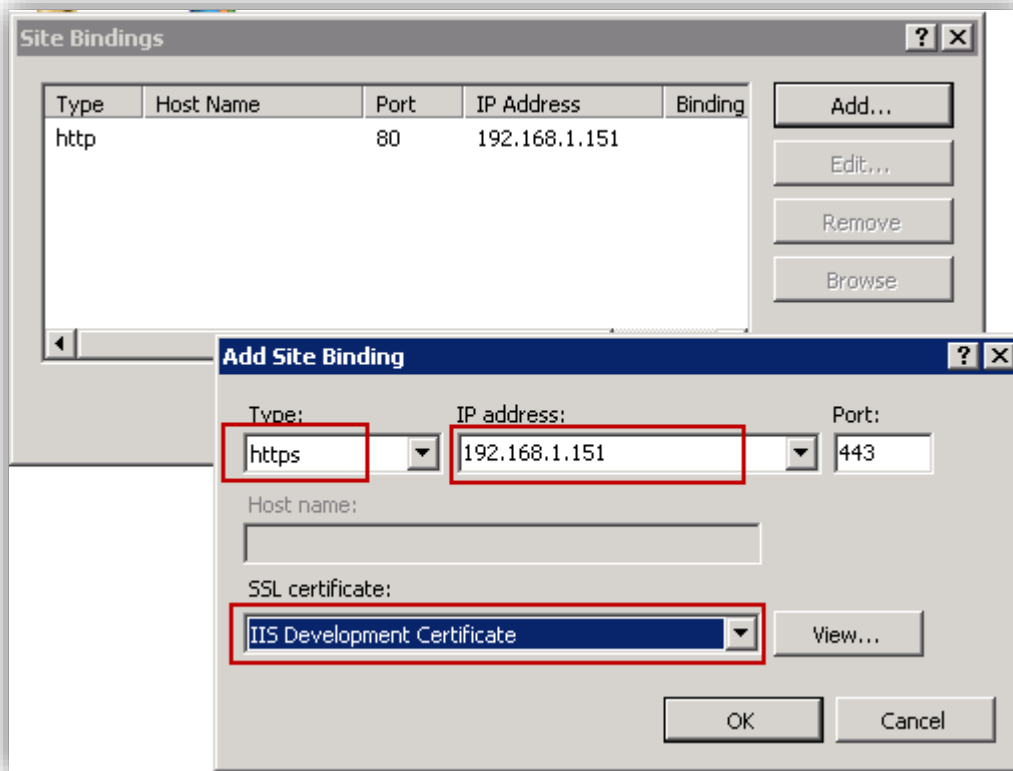 Site Bindings
Type Host Name Port IP Address Binding
http 80 192.168.1.151
Add...
Edit...
Remove
Browse
Add Site Binding
Type: IP address: Port:
https 192.168.1.151 443
Host name:
SSL certificate:
IIS Development Certificate View...
OK Cancel